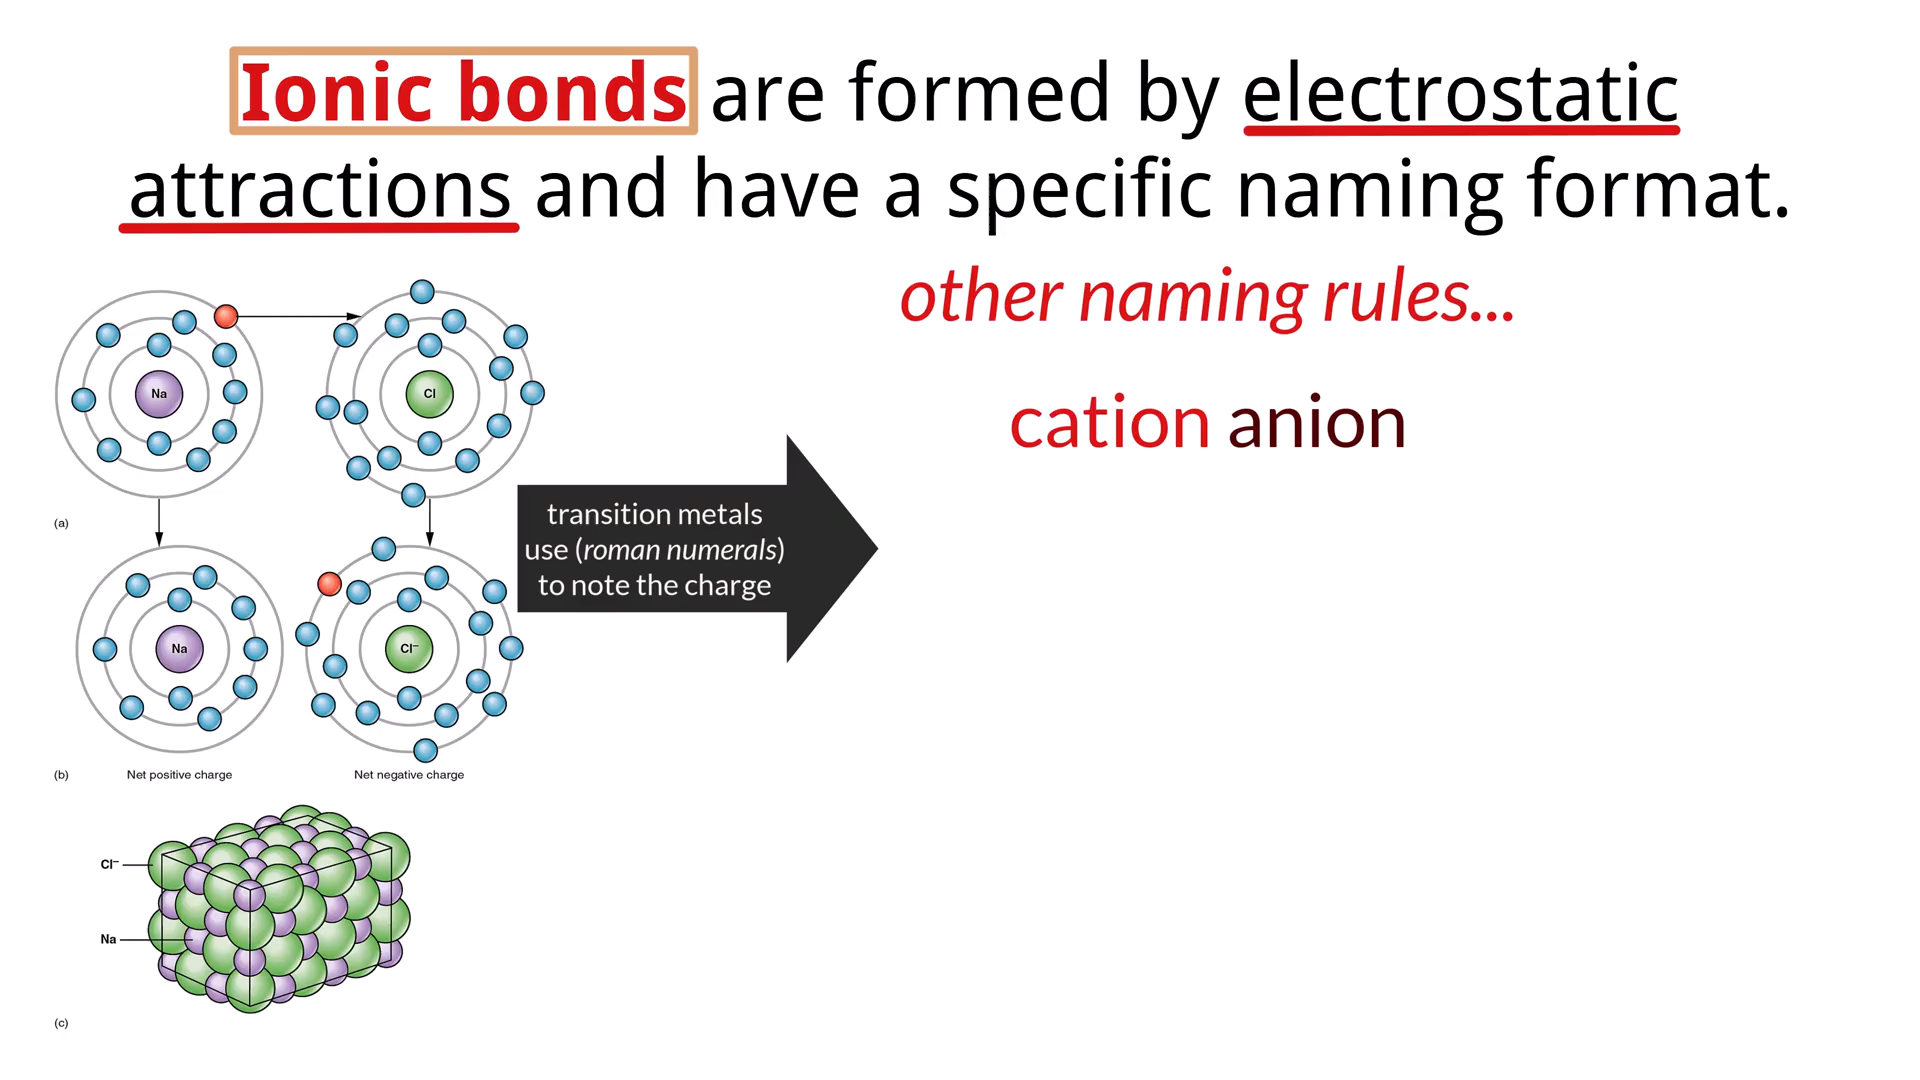 Ionic bonds are formed by electrostatic
attractions and have a specific naming format.
other naming rules...
cation anion
Na
Cl
transition metals
use (roman numerals)
to note the charge
(a)
Na
Cl⁻
(b)
Net positive charge
Net negative charge
Cl⁻
Na
(c)